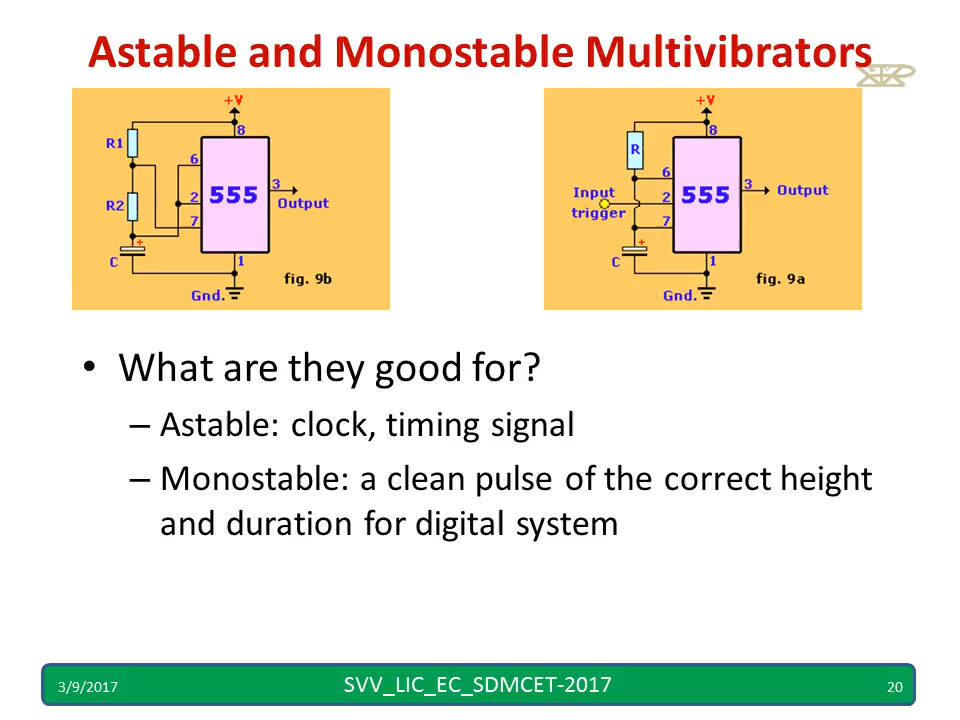 Astable and Monostable Multivibrators
+V
8
R1
6
R2
2
555
3
Output
7
C
+
1
fig. 9b
Gnd.
+V
8
R
6
Input
trigger
2
555
3
Output
7
C
+
1
fig. 9a
Gnd.
• What are they good for?
– Astable: clock, timing signal
– Monostable: a clean pulse of the correct height
and duration for digital system
3/9/2017
SVV_LIC_EC_SDMCET-2017
20